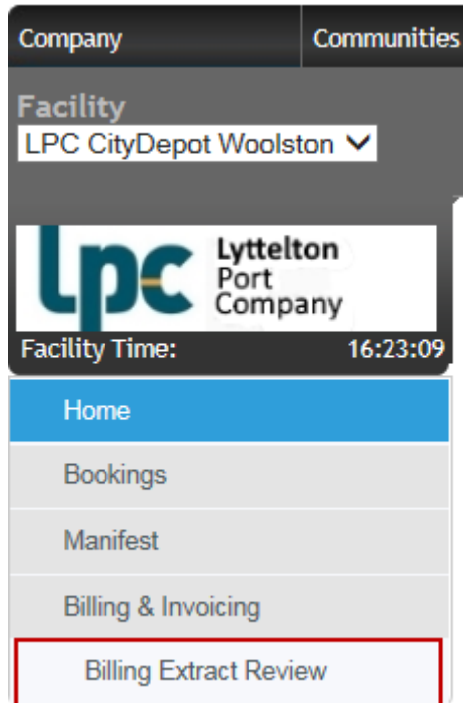 Company Communities
Facility
LPC CityDepot Woolston
Lpc Lyttelton
Port
Company
Facility Time: 16:23:09
Home
Bookings
Manifest
Billing & Invoicing
Billing Extract Review